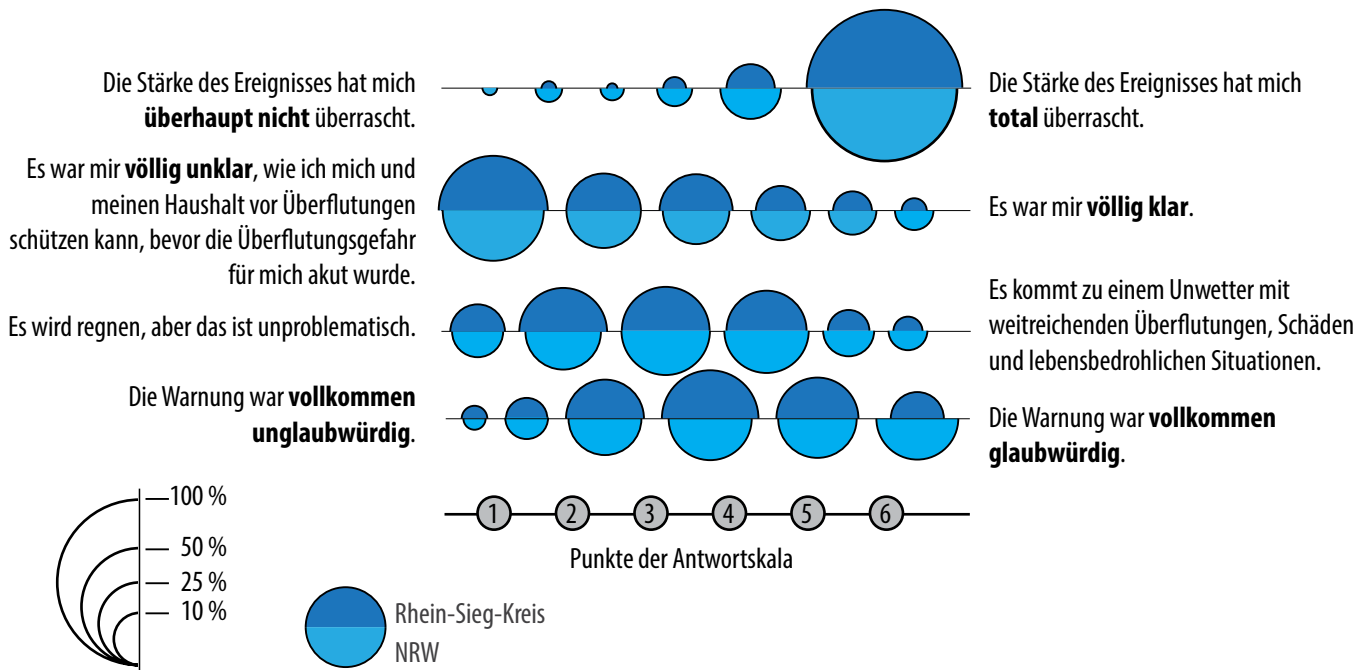 Die Stärke des Ereignisses hat mich
überhaupt nicht überrascht.
Die Stärke des Ereignisses hat mich
total überrascht.
Es war mir völlig unklar, wie ich mich und
meinen Haushalt vor Überflutungen
schützen kann, bevor die Überflutungsgefahr
für mich akut wurde.
Es war mir völlig klar.
Es wird regnen, aber das ist unproblematisch.
Es kommt zu einem Unwetter mit
weitreichenden Überflutungen, Schäden
und lebensbedrohlichen Situationen.
Die Warnung war vollkommen
unglaubwürdig.
Die Warnung war vollkommen
glaubwürdig.
1 2 3 4 5 6
Punkte der Antwortskala
100 %
50 %
25 %
10 %
Rhein-Sieg-Kreis
NRW